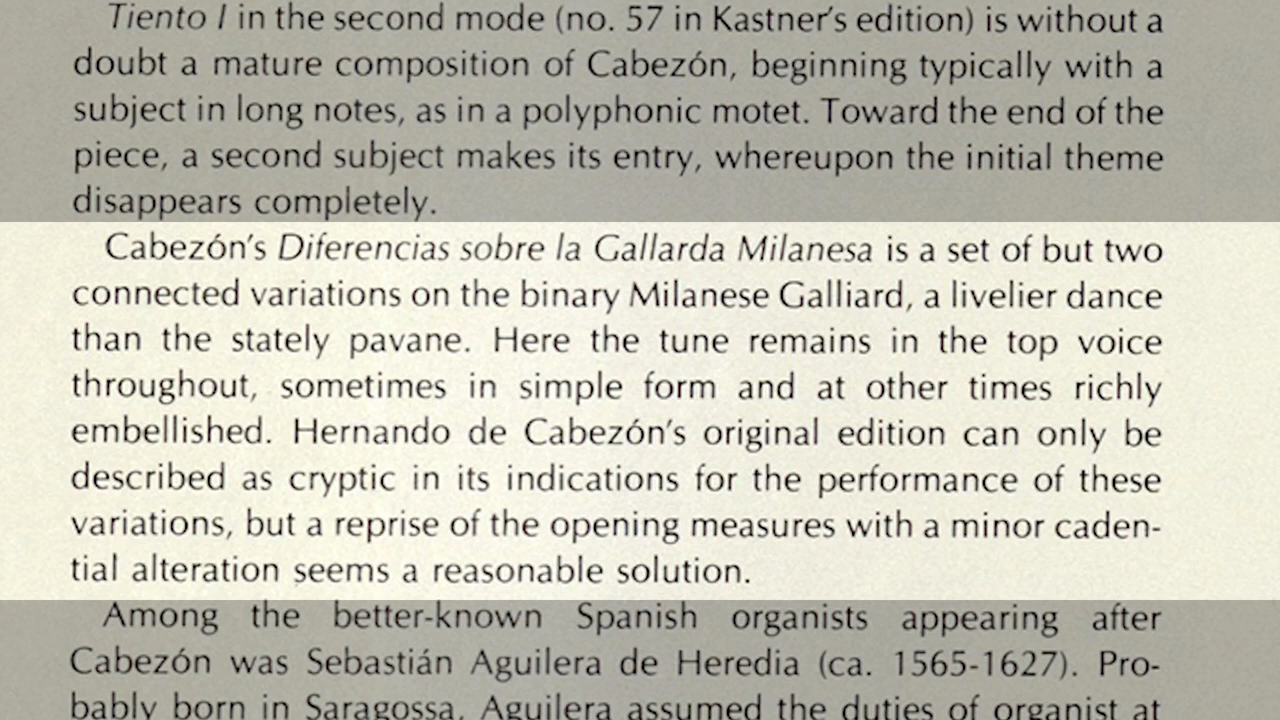 Tiento I in the second mode (no. 57 in Kastner's edition) is without a
doubt a mature composition of Cabezón, beginning typically with a
subject in long notes, as in a polyphonic motet. Toward the end of the
piece, a second subject makes its entry, whereupon the initial theme
disappears completely.
Cabezón's Diferencias sobre la Gallarda Milanesa is a set of but two
connected variations on the binary Milanese Galliard, a livelier dance
than the stately pavane. Here the tune remains in the top voice
throughout, sometimes in simple form and at other times richly
embellished. Hernando de Cabezón's original edition can only be
described as cryptic in its indications for the performance of these
variations, but a reprise of the opening measures with a minor caden-
tial alteration seems a reasonable solution.
Among the better-known Spanish organists appearing after
Cabezón was Sebastián Aguilera de Heredia (ca. 1565-1627). Pro-
bably born in Saragossa, Aguilera assumed the duties of organist at